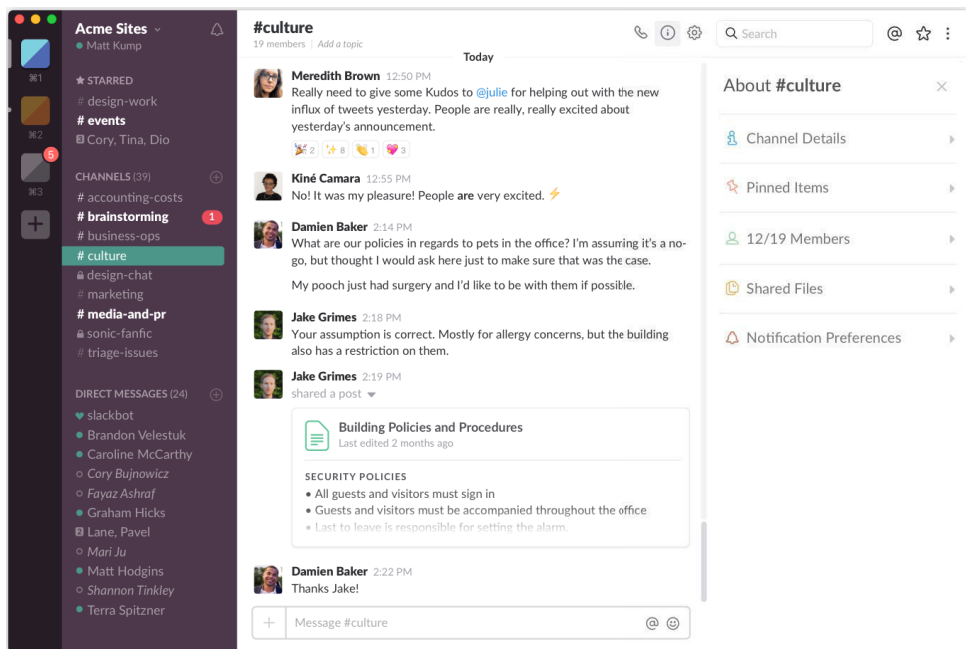 Acme Sites
Matt Kump
⌘1
⌘2
5
⌘3
★ STARRED
# design-work
# events
3 Cory, Tina, Dio
CHANNELS (39)
# accounting-costs
# brainstorming 1
# business-ops
# culture
design-chat
# marketing
# media-and-pr
sonic-fanfic
# triage-issues
DIRECT MESSAGES (24)
slackbot
Brandon Velestuk
Caroline McCarthy
Cory Bujnowicz
Fayaz Ashraf
Graham Hicks
2 Lane, Pavel
Mari Ju
Matt Hodgins
Shannon Tinkley
Terra Spitzner
#culture
19 members | Add a topic
Search
Today
Meredith Brown 12:50 PM
Really need to give some Kudos to @julie for helping out with the new
influx of tweets yesterday. People are really, really excited about
yesterday's announcement.
🎉 2 ✨ 8 👏 1 💖 3
Kiné Camara 12:55 PM
No! It was my pleasure! People are very excited. ⚡
Damien Baker 2:14 PM
What are our policies in regards to pets in the office? I'm assuming it's a no-
go, but thought I would ask here just to make sure that was the case.
My pooch just had surgery and I'd like to be with them if possible.
Jake Grimes 2:18 PM
Your assumption is correct. Mostly for allergy concerns, but the building
also has a restriction on them.
Jake Grimes 2:19 PM
shared a post
Building Policies and Procedures
Last edited 2 months ago
SECURITY POLICIES
• All guests and visitors must sign in
• Guests and visitors must be accompanied throughout the office
• Last to leave is responsible for setting the alarm.
Damien Baker 2:22 PM
Thanks Jake!
+ Message #culture @
About #culture
Channel Details
Pinned Items
12/19 Members
Shared Files
Notification Preferences